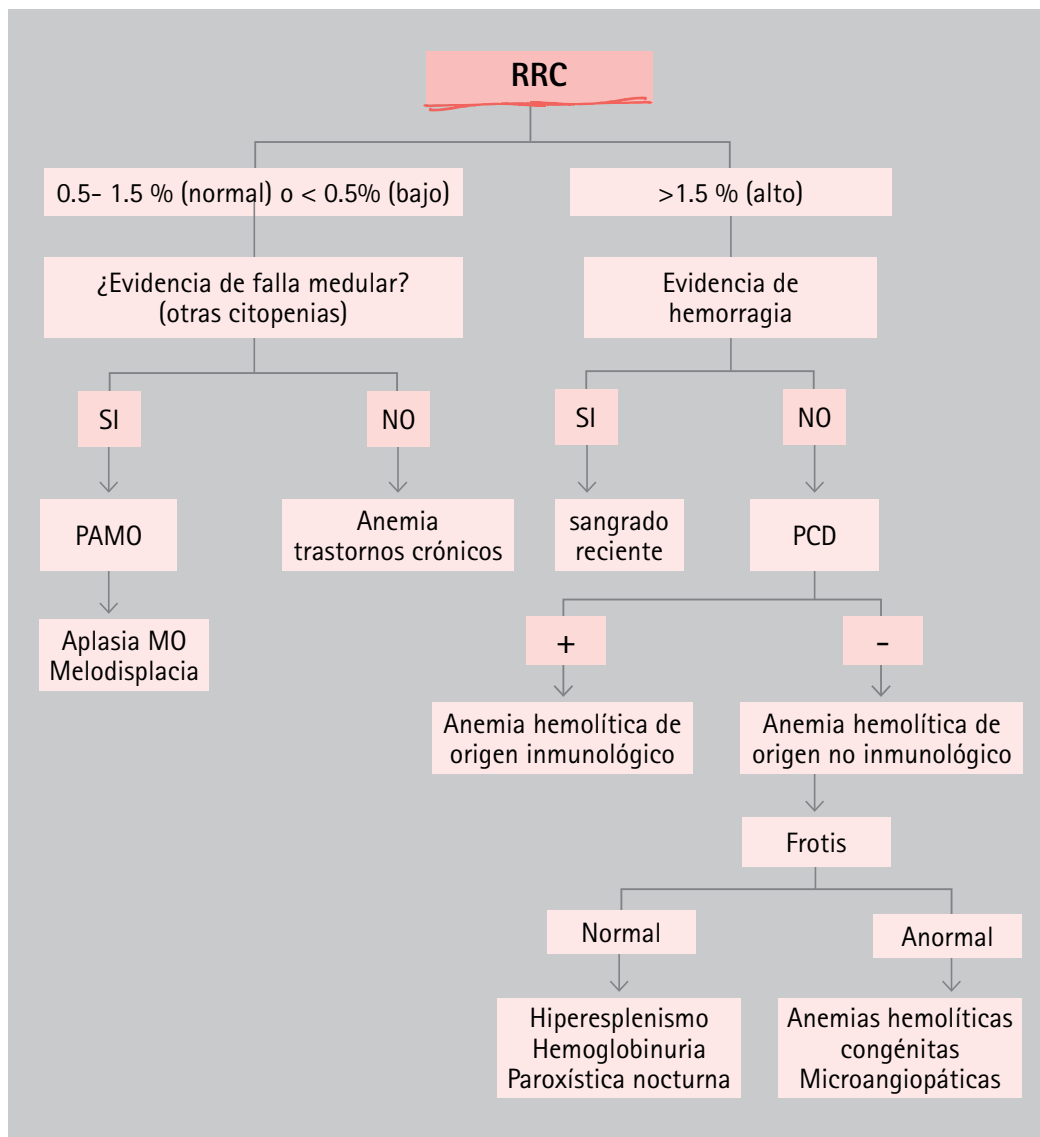 RRC
0.5- 1.5 % (normal) o < 0.5% (bajo)
>1.5 % (alto)
¿Evidencia de falla medular?
(otras citopenias)
Evidencia de
hemorragia
SI
NO
SI
NO
PAMO
Anemia
trastornos crónicos
sangrado
reciente
PCD
Aplasia MO
Melodisplacia
+
-
Anemia hemolítica de
origen inmunológico
Anemia hemolítica de
origen no inmunológico
Frotis
Normal
Anormal
Hiperesplenismo
Hemoglobinuria
Paroxística nocturna
Anemias hemolíticas
congénitas
Microangiopáticas